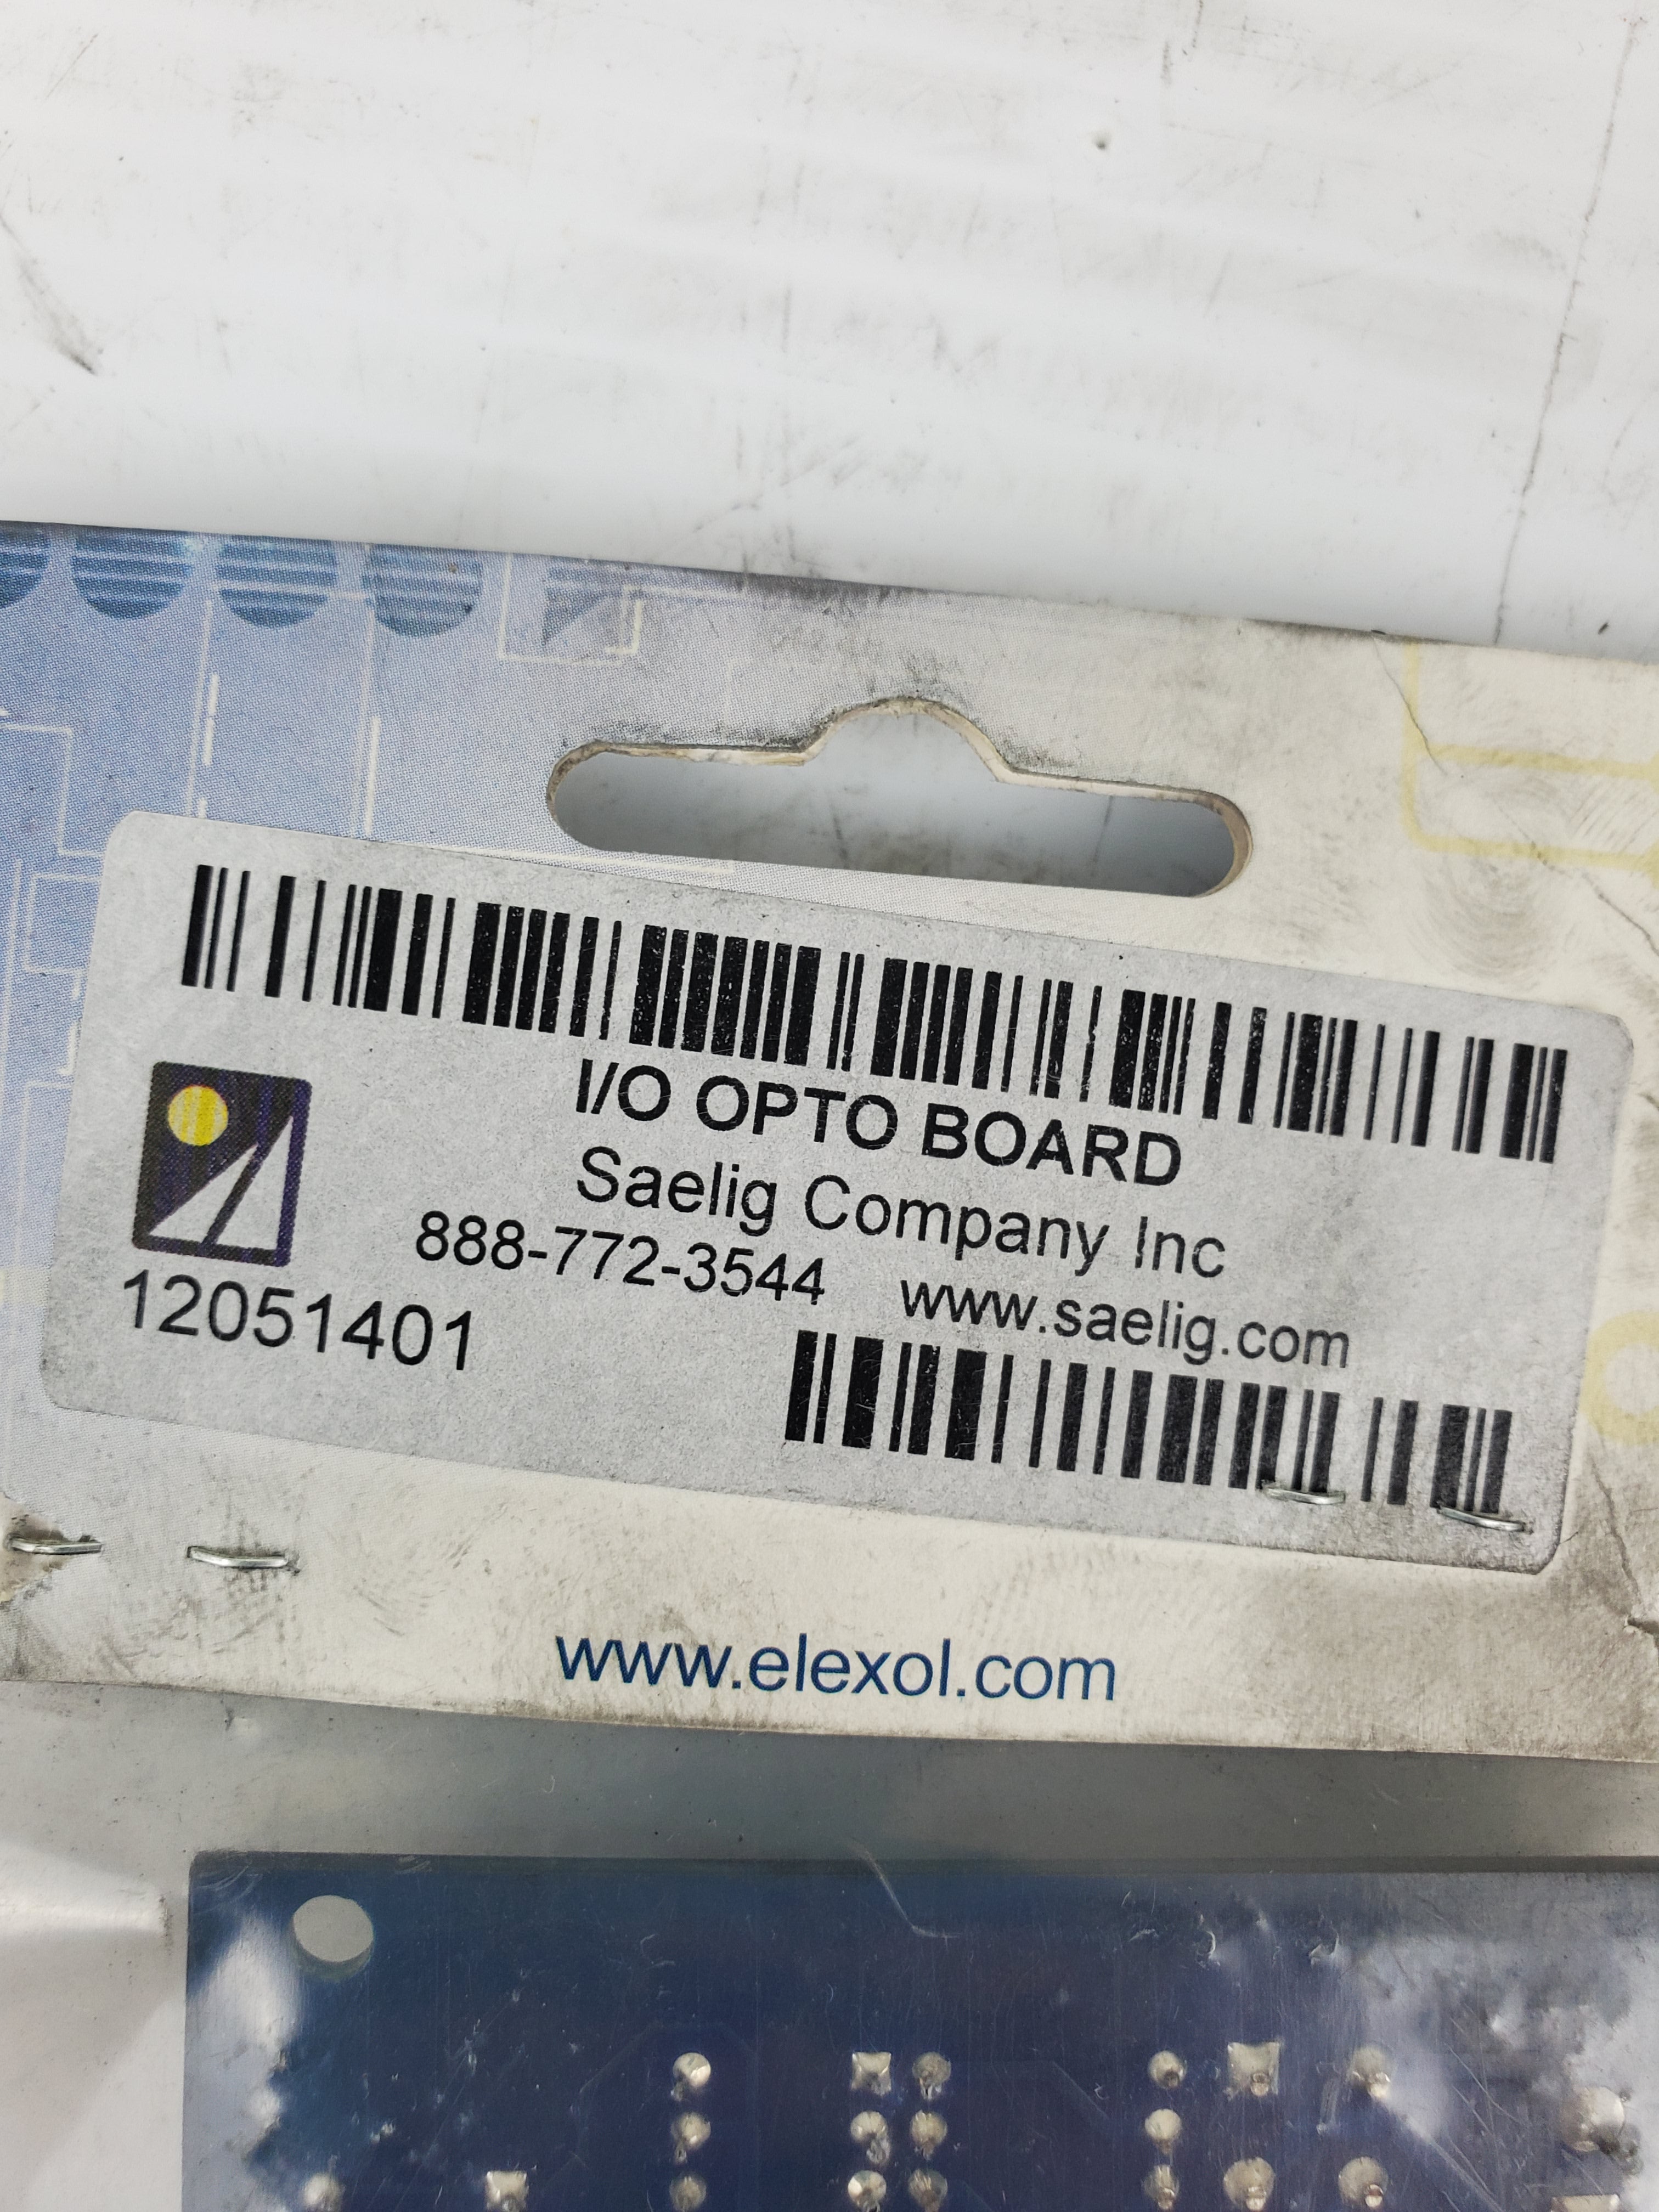 I/O OPTO BOARD
Saelig Company Inc
888-772-3544 www.saelig.com
12051401
www.elexol.com